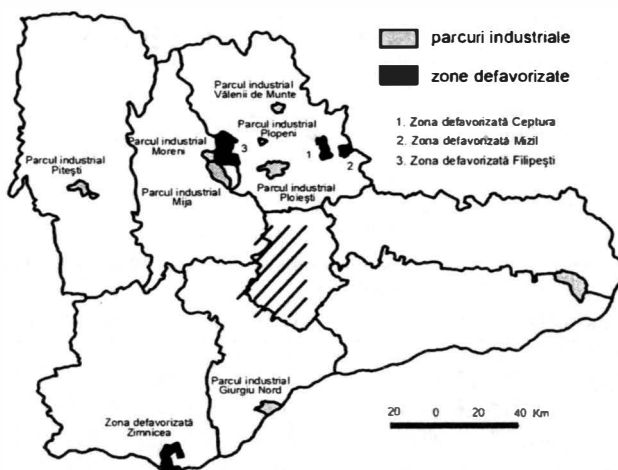 parcuri industriale
zone defavorizate
1. Zona defavorizată Ceptura
2. Zona defavorizată Mizil
3. Zona defavorizată Filipești
Parcul industrial
Vălenii de Munte
Parcul industrial
Plopeni
Parcul industrial
Moreni
3
1
2
Parcul industrial
Pitești
Parcul industrial
Mija
Parcul industrial
Ploiești
Parcul industrial
Giurgiu Nord
Zona defavorizată
Zimnicea
20 0 20 40 Km